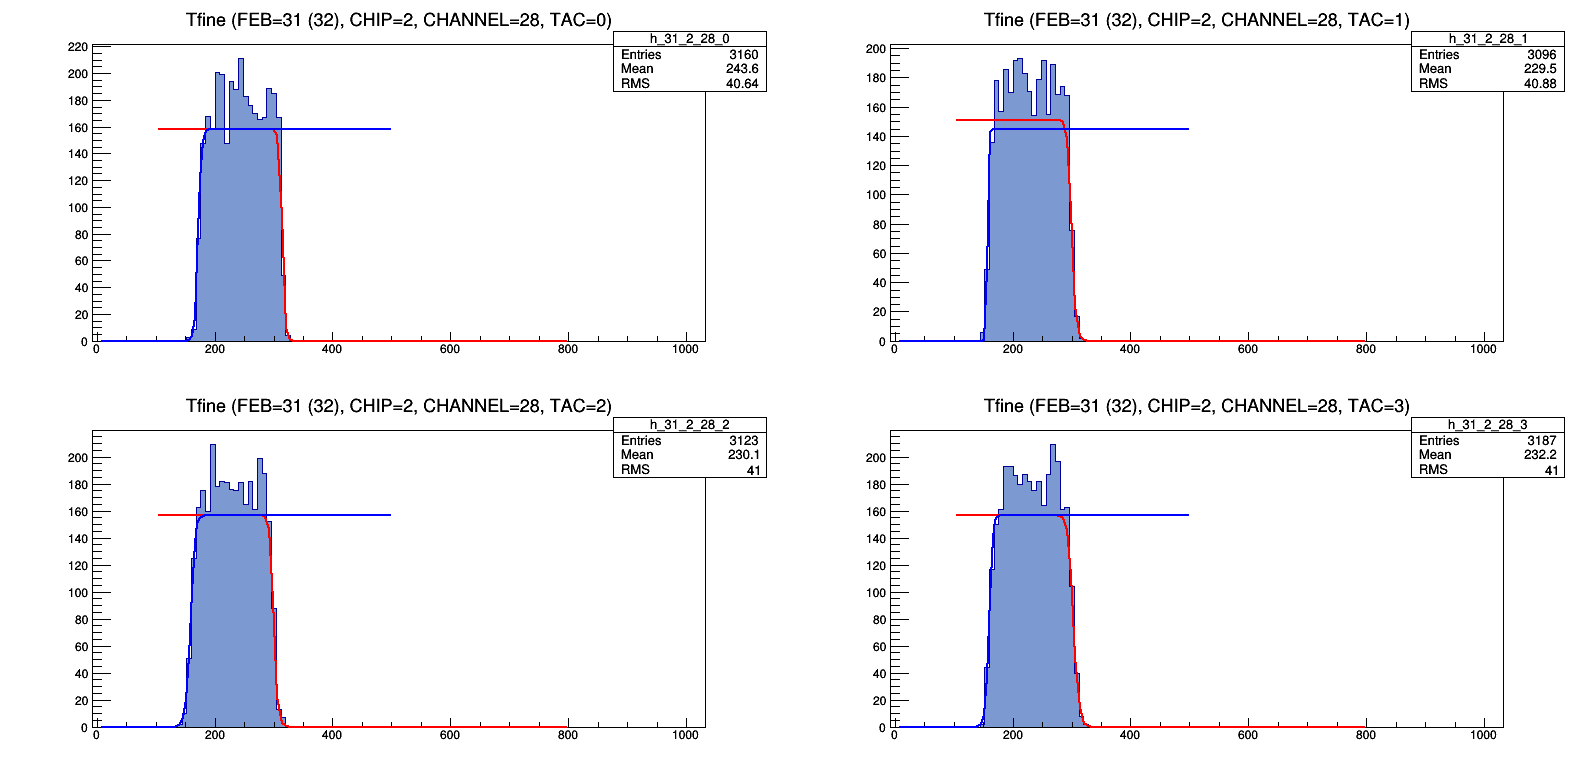 Tfine (FEB=31 (32), CHIP=2, CHANNEL=28, TAC=0)
h_31_2_28_0
Entries 3160
Mean 243.6
RMS 40.64
220
200
180
160
140
120
100
80
60
40
20
0
0 200 400 600 800 1000
Tfine (FEB=31 (32), CHIP=2, CHANNEL=28, TAC=1)
h_31_2_28_1
Entries 3096
Mean 229.5
RMS 40.88
200
180
160
140
120
100
80
60
40
20
0
0 200 400 600 800 1000
Tfine (FEB=31 (32), CHIP=2, CHANNEL=28, TAC=2)
h_31_2_28_2
Entries 3123
Mean 230.1
RMS 41
200
180
160
140
120
100
80
60
40
20
0
0 200 400 600 800 1000
Tfine (FEB=31 (32), CHIP=2, CHANNEL=28, TAC=3)
h_31_2_28_3
Entries 3187
Mean 232.2
RMS 41
200
180
160
140
120
100
80
60
40
20
0
0 200 400 600 800 1000